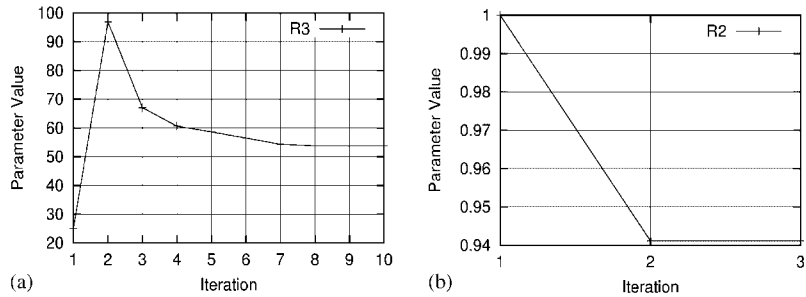 100
90
80
70
60
50
40
30
20
Parameter Value
R3
1 2 3 4 5 6 7 8 9 10
Iteration
(a)
1
0.99
0.98
0.97
0.96
0.95
0.94
Parameter Value
R2
1 2 3
Iteration
(b)